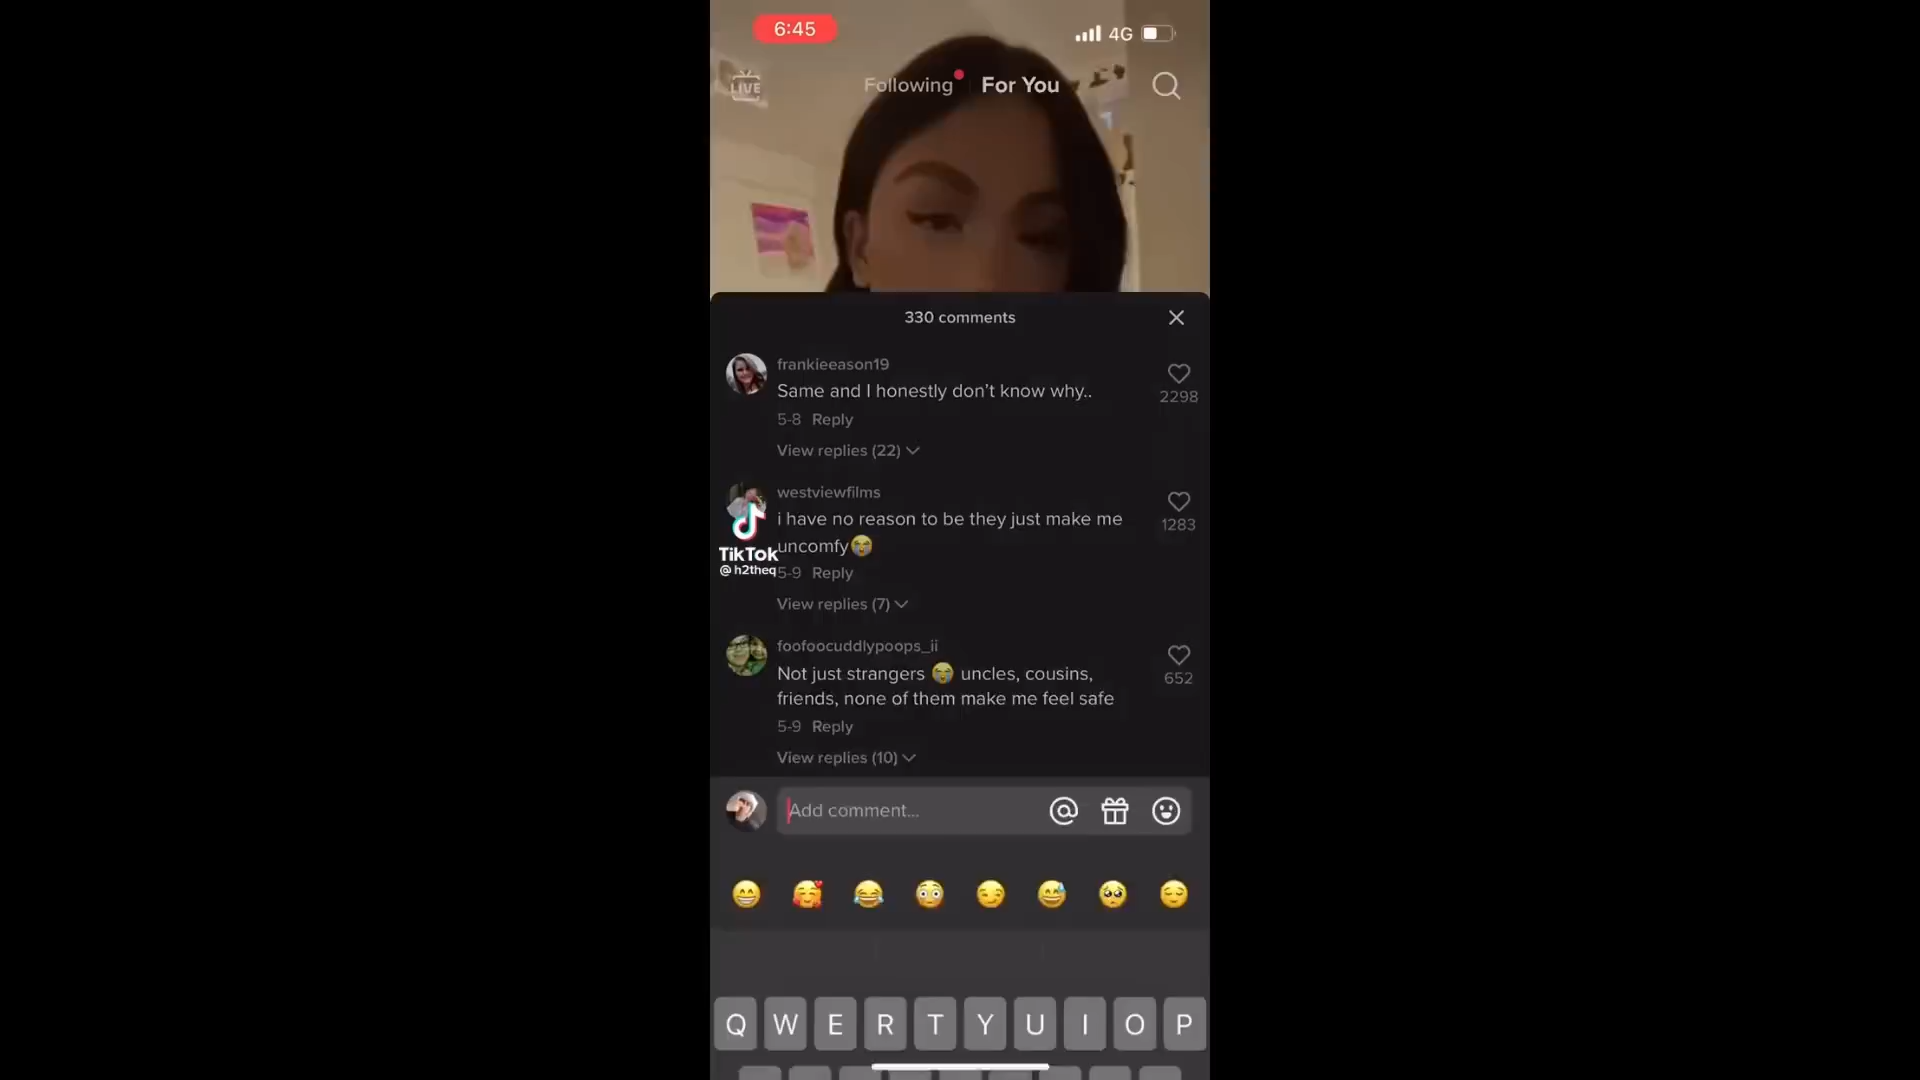 6:45
4G
LIVE
Following
For You
330 comments
frankieeason19
Same and I honestly don't know why..
2298
5-8 Reply
View replies (22)
westviewfilms
i have no reason to be they just make me
1283
uncomfy😭
TikTok
@h2theq
5-9 Reply
View replies (7)
foofoocuddlypoops_ii
Not just strangers 😭 uncles, cousins,
652
friends, none of them make me feel safe
5-9 Reply
View replies (10)
Add comment...
Q W E R T Y U I O P